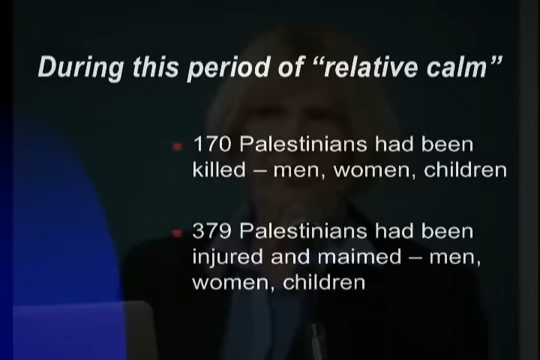 During this period of “relative calm”
170 Palestinians had been
killed – men, women, children
379 Palestinians had been
injured and maimed – men,
women, children